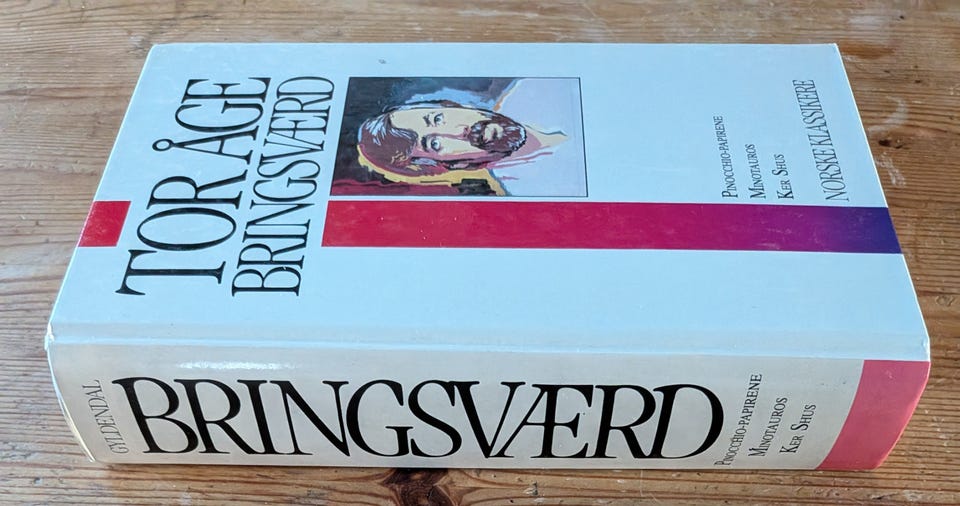 TOR ÅGE
BRINGSVÆRD
PINOCCHIO-PAPIRENE
MINOTAUROS
KER SHUS
NORSKE KLASSIKERE
GYLDENDAL
BRINGSVÆRD
PINOCCHIO-PAPIRENE
MINOTAUROS
KER SHUS